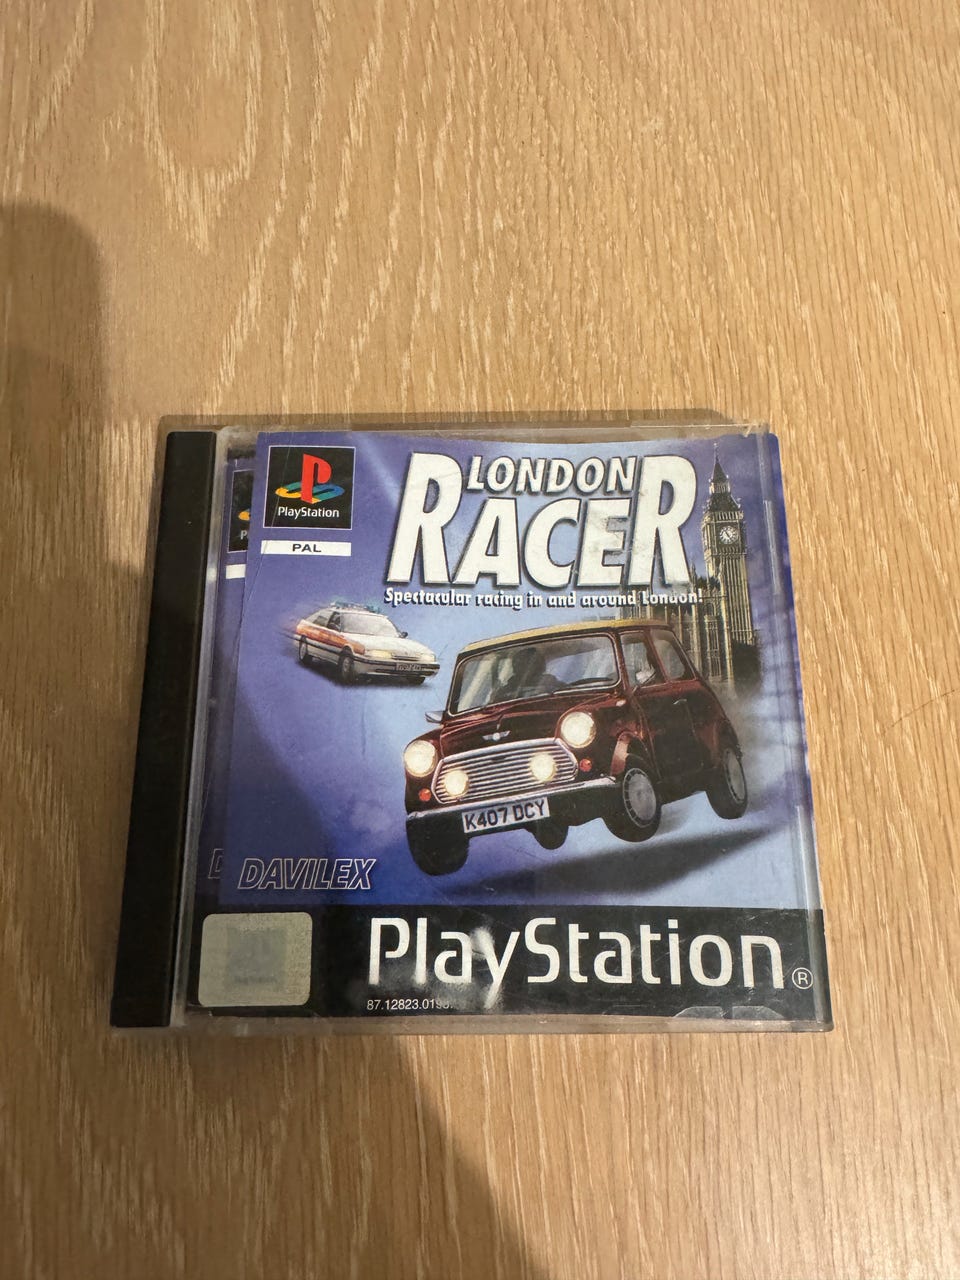 PlayStation
PAL
LONDON
RACER
Spectacular racing in and around London!
K407 DCY
DAVILEX
PlayStation®